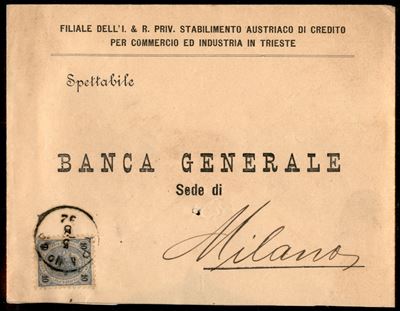 FILIALE DELL'I. & R. PRIV. STABILIMENTO AUSTRIACO DI CREDITO
PER COMMERCIO ED INDUSTRIA IN TRIESTE
Spettabile
BANCA GENERALE
Sede di
Milano